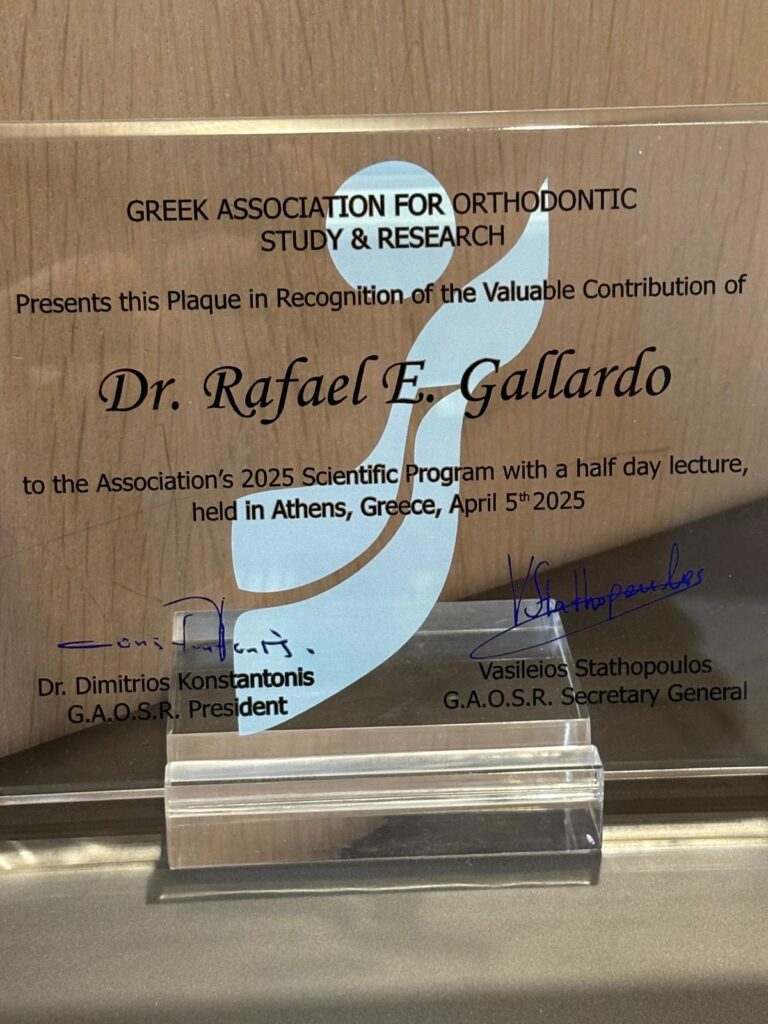 GREEK ASSOCIATION FOR ORTHODONTIC
STUDY & RESEARCH
Presents this Plaque in Recognition of the Valuable Contribution of
Dr. Rafael E. Gallardo
to the Association's 2025 Scientific Program with a half day lecture,
held in Athens, Greece, April 5th 2025
VStathopoulos
Dr. Dimitrios Konstantonis
G.A.O.S.R. President
Vasileios Stathopoulos
G.A.O.S.R. Secretary General